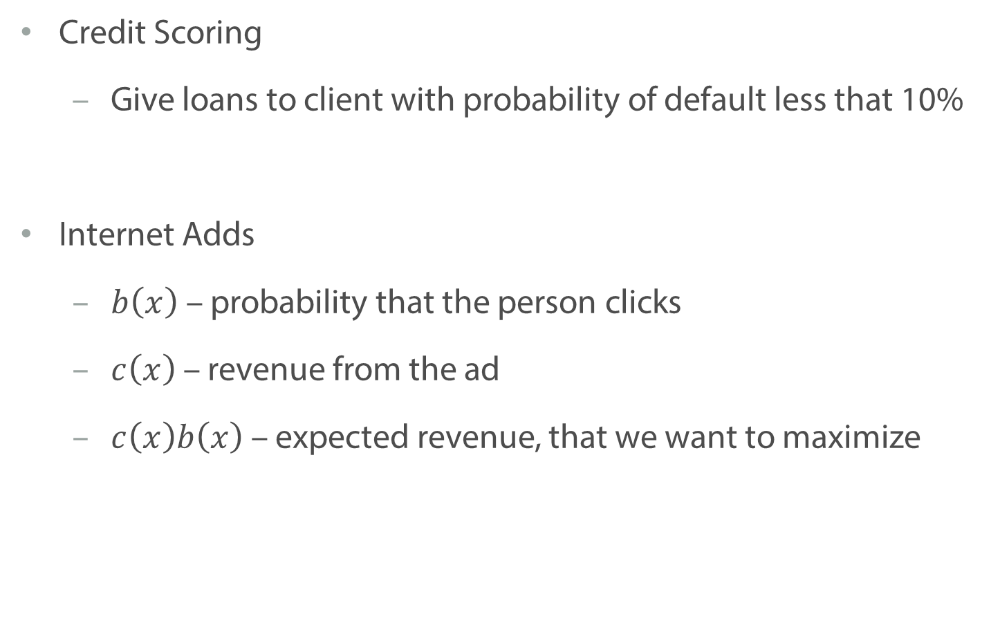 • Credit Scoring
– Give loans to client with probability of default less that 10%
• Internet Adds
– b(x) – probability that the person clicks
– c(x) – revenue from the ad
– c(x)b(x) – expected revenue, that we want to maximize